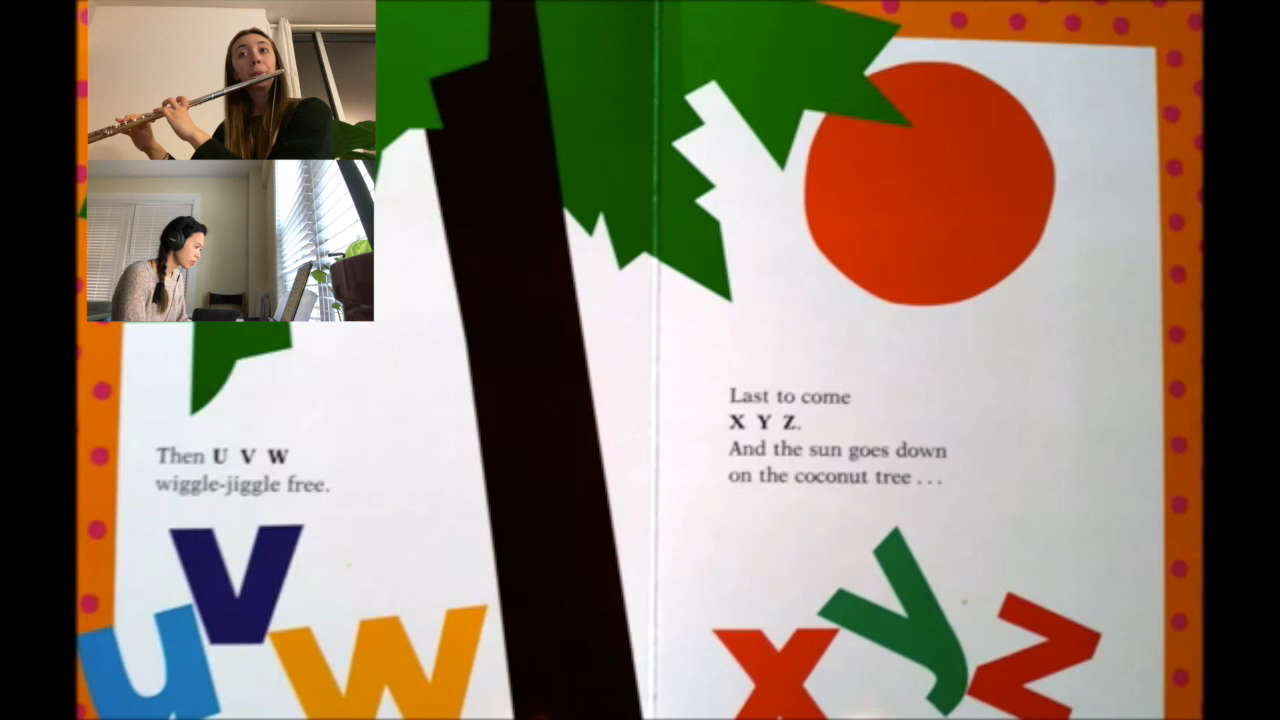 Then U V W
wiggle-jiggle free.
Last to come
X Y Z.
And the sun goes down
on the coconut tree . . .
v
u w
x y z